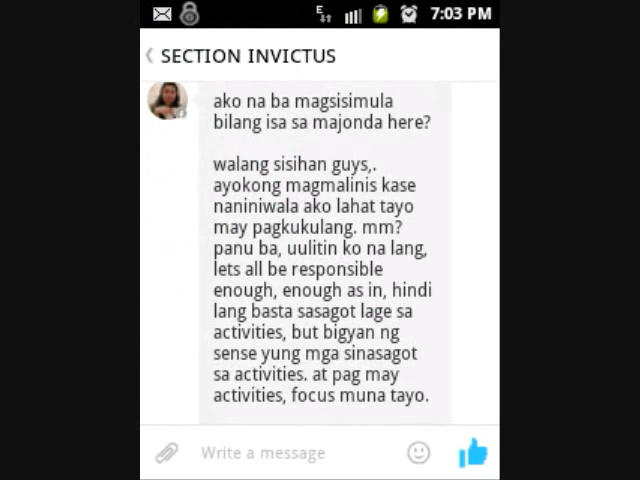 E
7:03 PM
SECTION INVICTUS
ako na ba magsisimula
bilang isa sa majonda here?
walang sisihan guys,.
ayokong magmalinis kase
naniniwala ako lahat tayo
may pagkukulang. mm?
panu ba, uulitin ko na lang,
lets all be responsible
enough, enough as in, hindi
lang basta sasagot lage sa
activities, but bigyan ng
sense yung mga sinasagot
sa activities. at pag may
activities, focus muna tayo.
Write a message